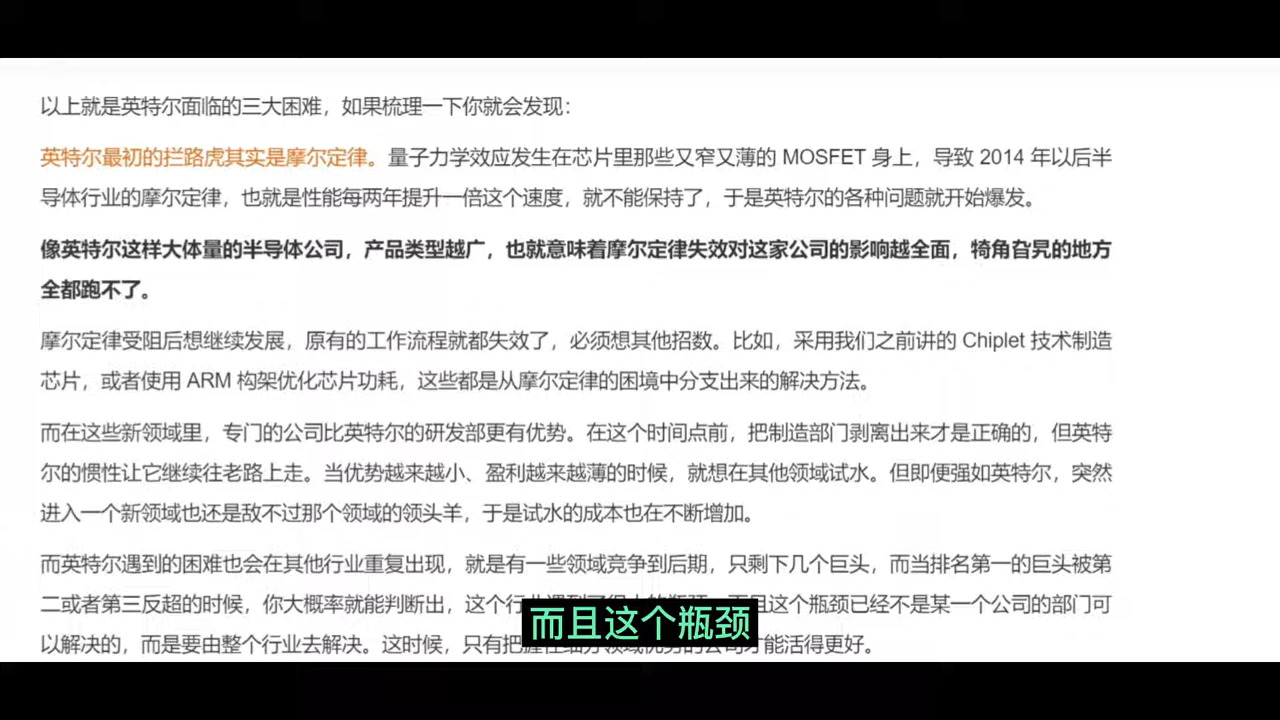 以上就是英特尔面临的三大困难，如果梳理一下你就会发现：
英特尔最初的拦路虎其实是摩尔定律。量子力学效应发生在芯片里那些又窄又薄的 MOSFET 身上，导致 2014 年以后半
导体行业的摩尔定律，也就是性能每两年提升一倍这个速度，就不能保持了，于是英特尔的各种问题就开始爆发。
像英特尔这样大体量的半导体公司，产品类型越广，也就意味着摩尔定律失效对这家公司的影响越全面，犄角旮旯的地方
全都跑不了。
摩尔定律受阻后想继续发展，原有的工作流程就都失效了，必须想其他招数。比如，采用我们之前讲的 Chiplet 技术制造
芯片，或者使用 ARM 构架优化芯片功耗，这些都是从摩尔定律的困境中分支出来的解决方法。
而在这些新领域里，专门的公司比英特尔的研发部更有优势。在这个时间点前，把制造部门剥离出来才是正确的，但英特
尔的惯性让它继续往老路上走。当优势越来越小、盈利越来越薄的时候，就想在其他领域试水。但即便强如英特尔，突然
进入一个新领域也还是敌不过那个领域的领头羊，于是试水的成本也在不断增加。
而英特尔遇到的困难也会在其他行业重复出现，就是有一些领域竞争到后期，只剩下几个巨头，而当排名第一的巨头被第
二或者第三反超的时候，你大概率就能判断出，这个行 且这个瓶颈已经不是某一个公司的部门可
而且这个瓶颈
以解决的，而是要由整个行业去解决。这时候，只有把 才能活得更好。